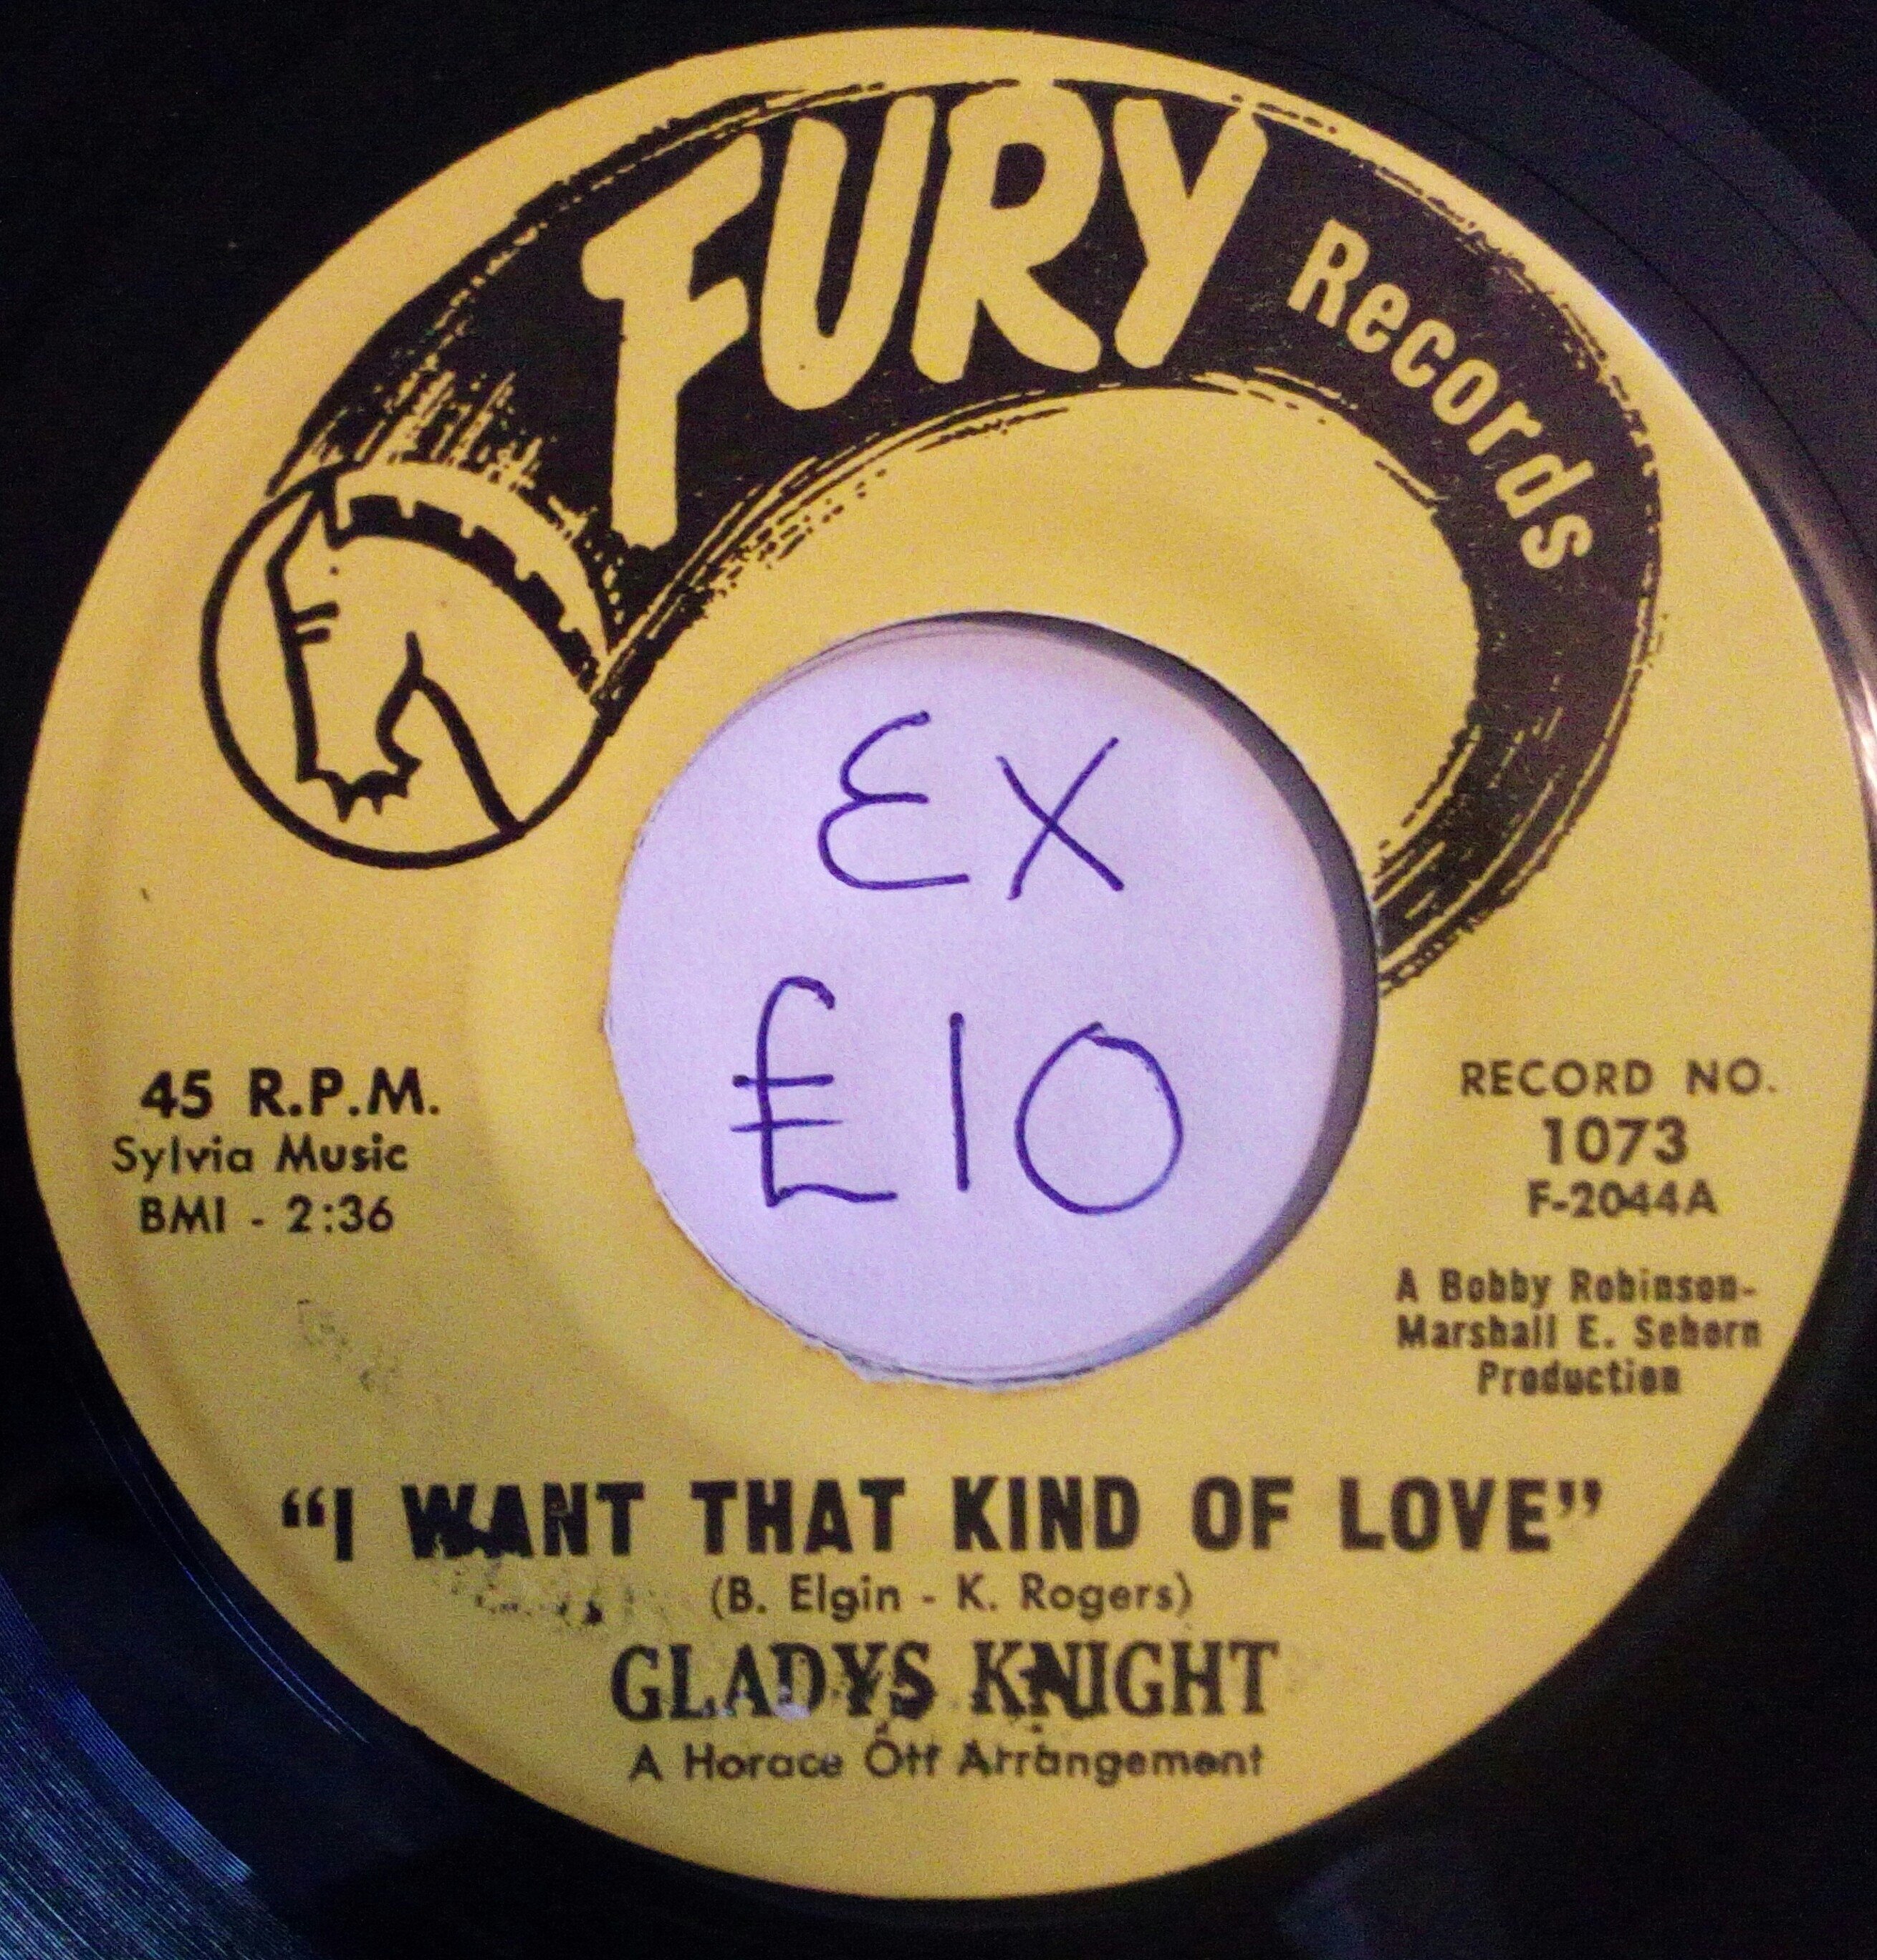 FURY Records
EX
£10
45 R.P.M.
Sylvia Music
BMI - 2:36
RECORD NO.
1073
F-2044A
A Bobby Robinson-
Marshall E. Sehorn
Production
"I WANT THAT KIND OF LOVE"
(B. Elgin - K. Rogers)
GLADYS KNIGHT
A Horace Ott Arrangement